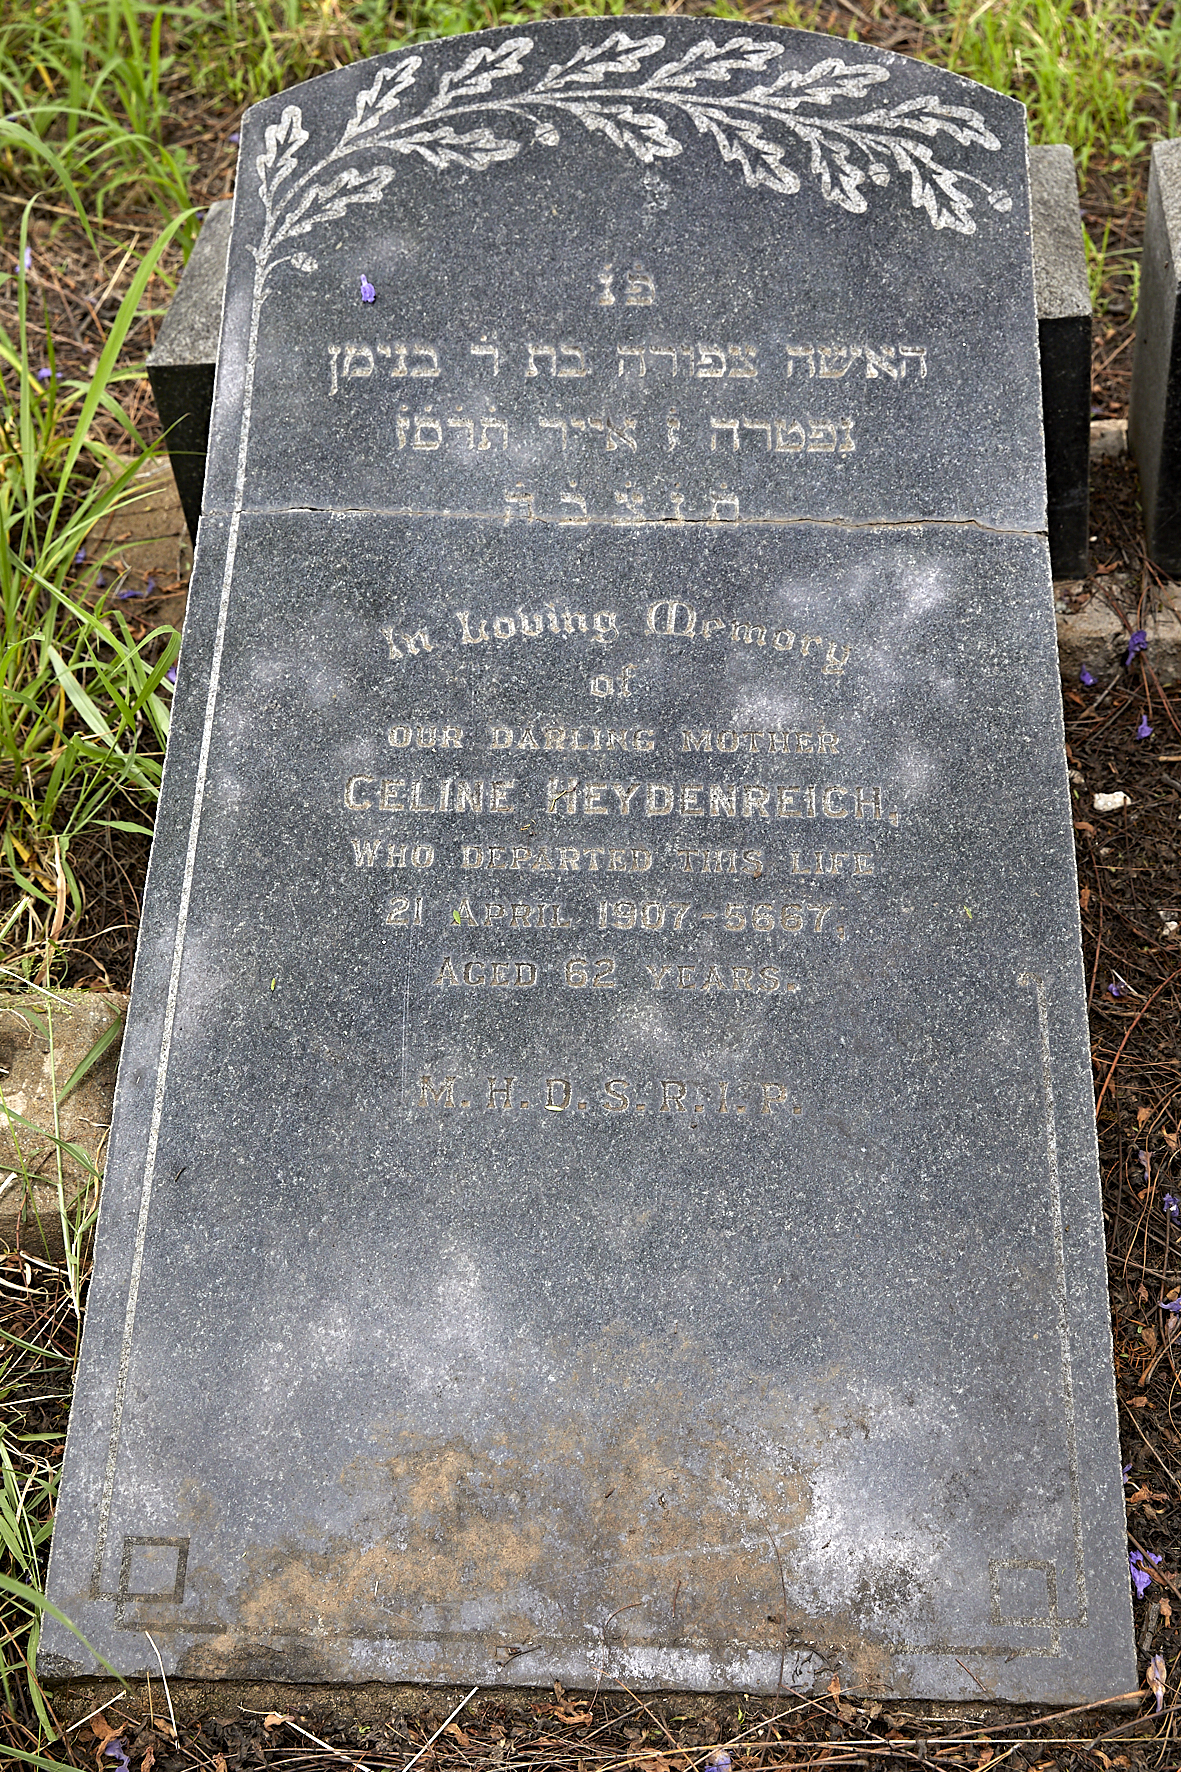 פ֗נ֗
האשה צפורה בת ר֗ בנימן
נפטרה ז֗ אייר ת֗ר֗ס֗ז֗
ת֗ נ֗ צ֗ ב֗ ה֗
In Loving Memory
of
OUR DARLING MOTHER
CELINE HEYDENREICH,
WHO DEPARTED THIS LIFE
21 APRIL 1907-5667,
AGED 62 YEARS.
M.H.D.S.R.I.P.